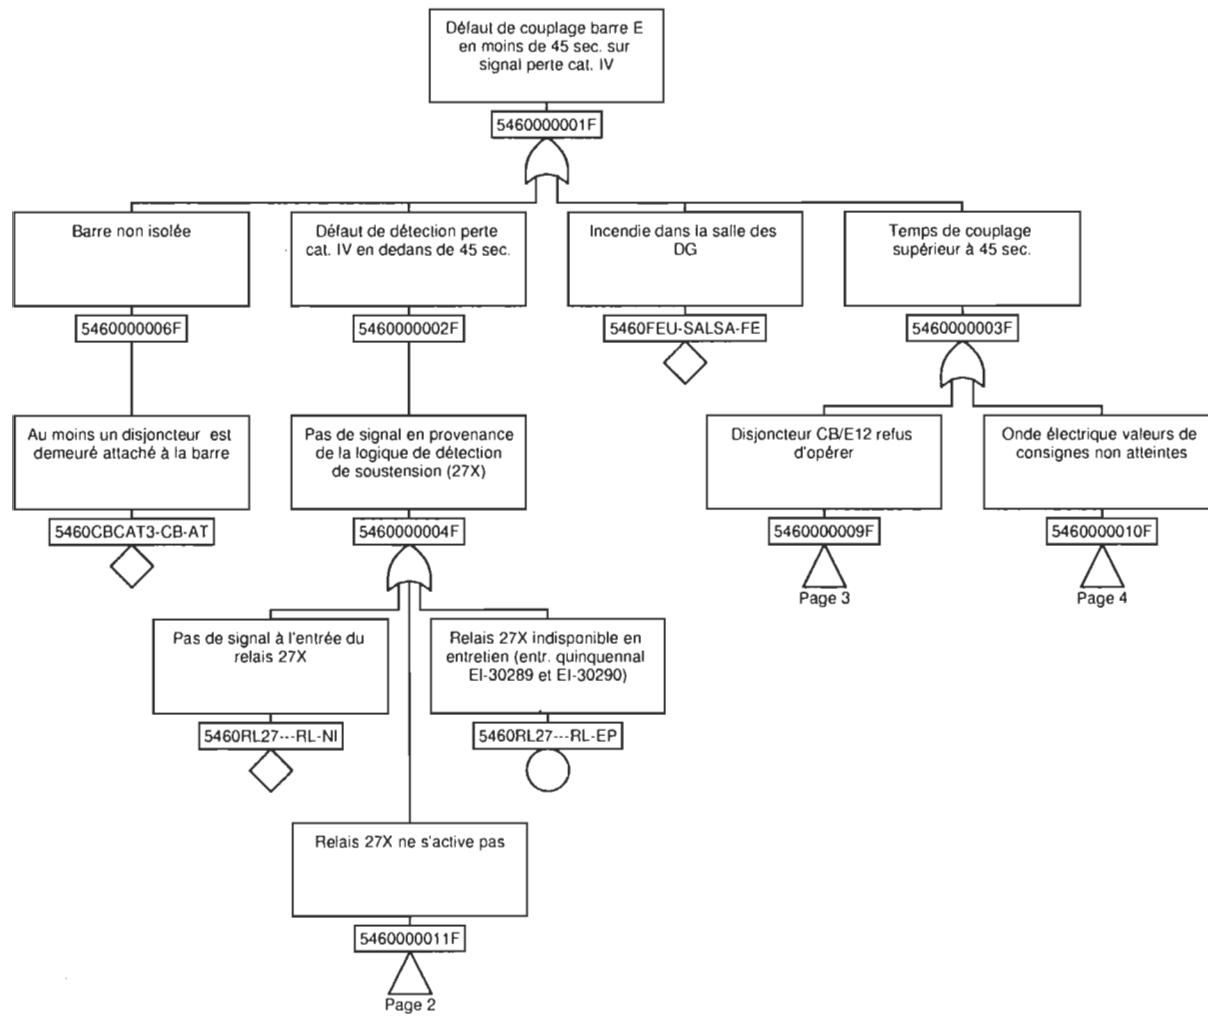 Défaut de couplage barre E
en moins de 45 sec. sur
signal perte cat. IV
5460000001F
Barre non isolée
5460000006F
Défaut de détection perte
cat. IV en dedans de 45 sec.
5460000002F
Incendie dans la salle des
DG
5460FEU-SALSA-FE
Temps de couplage
supérieur à 45 sec.
5460000003F
Au moins un disjoncteur est
demeuré attaché à la barre
5460CBCAT3-CB-AT
Pas de signal en provenance
de la logique de détection
de soustension (27X)
5460000004F
Disjoncteur CB/E12 refus
d'opérer
5460000009F
Page 3
Onde électrique valeurs de
consignes non atteintes
5460000010F
Page 4
Pas de signal à l'entrée du
relais 27X
5460RL27---RL-NI
Relais 27X indisponible en
entretien (entr. quinquennal
EI-30289 et EI-30290)
5460RL27---RL-EP
Relais 27X ne s'active pas
5460000011F
Page 2